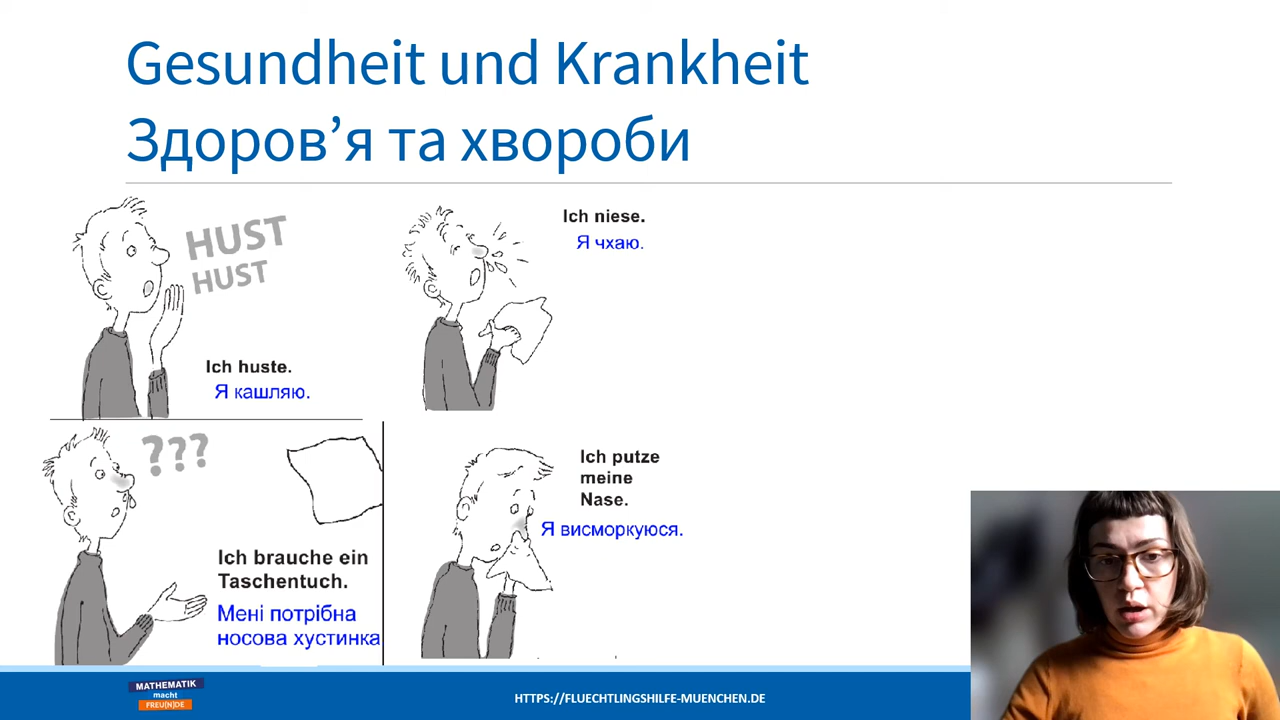 Gesundheit und Krankheit
Здоров’я та хвороби
HUST
HUST
Ich huste.
Я кашляю.
Ich niese.
Я чхаю.
???
Ich brauche ein
Taschentuch.
Мені потрібна
носова хустинка
Ich putze
meine
Nase.
Я висморкуюся.
MATHEMATIK
macht
FREU(N)DE
HTTPS://FLUECHTLINGSHILFE-MUENCHEN.DE